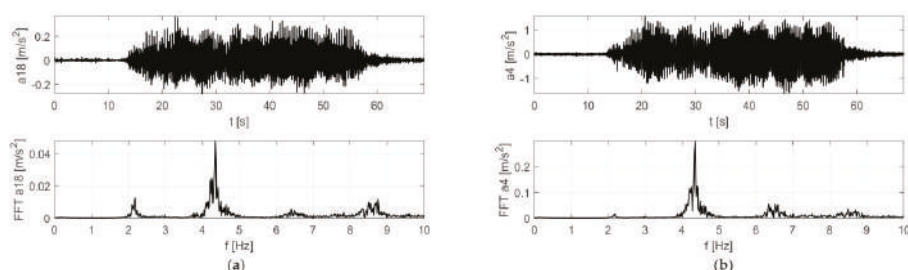 a18 [m/s²]
0.2
0
-0.2
0 10 20 30 40 50 60
t [s]
FFT a18 [m/s²]
0.04
0.02
0
0 1 2 3 4 5 6 7 8 9 10
f [Hz]
(a)
a4 [m/s²]
1
0
-1
0 10 20 30 40 50 60
t [s]
FFT a4 [m/s²]
0.2
0.1
0
0 1 2 3 4 5 6 7 8 9 10
f [Hz]
(b)